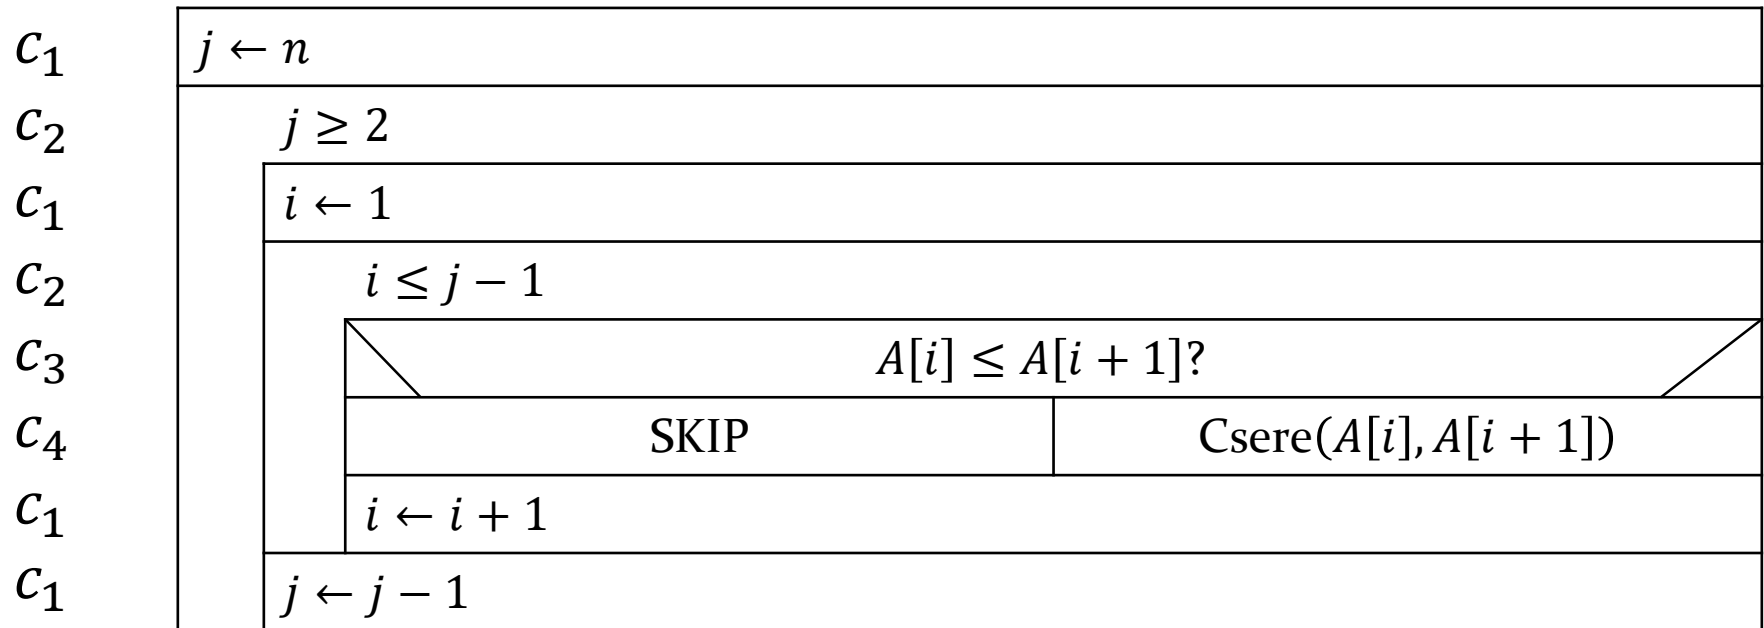 c₁ j ← n
c₂ j ≥ 2
c₁ i ← 1
c₂ i ≤ j − 1
c₃ A[i] ≤ A[i + 1]?
c₄ SKIP Csere(A[i], A[i + 1])
c₁ i ← i + 1
c₁ j ← j − 1